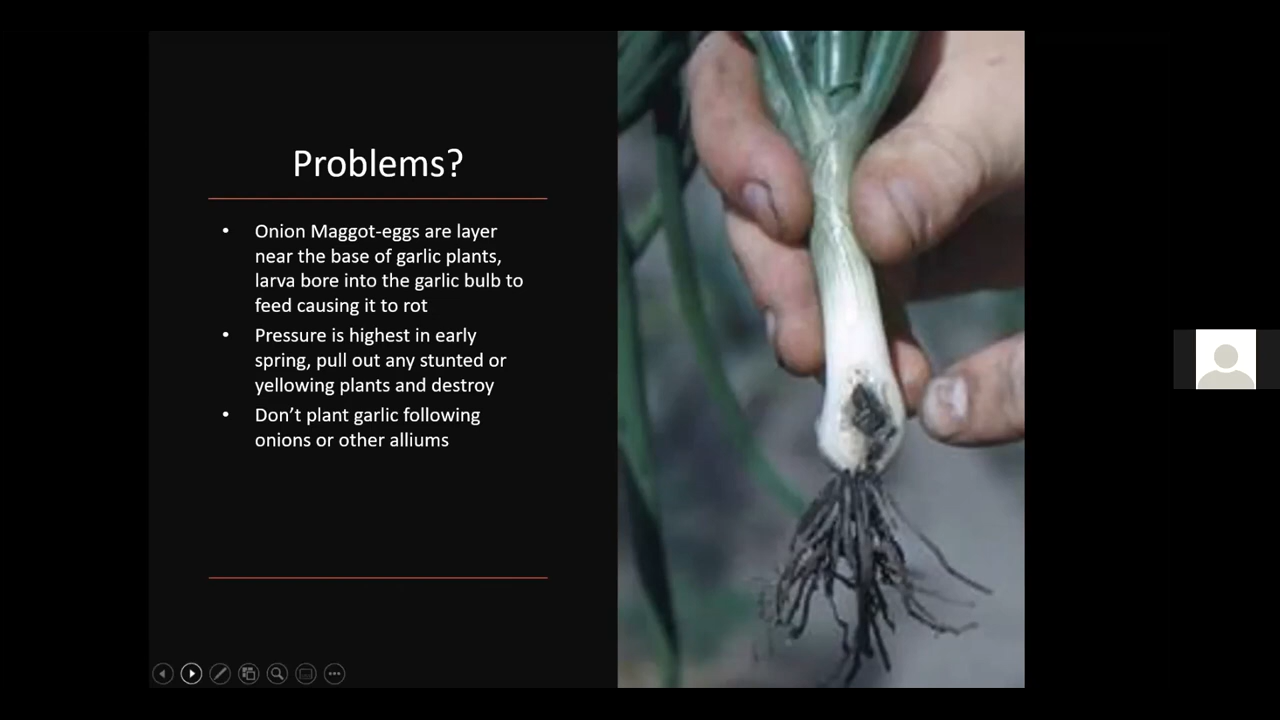 Problems?
• Onion Maggot-eggs are layer
near the base of garlic plants,
larva bore into the garlic bulb to
feed causing it to rot
• Pressure is highest in early
spring, pull out any stunted or
yellowing plants and destroy
• Don’t plant garlic following
onions or other alliums